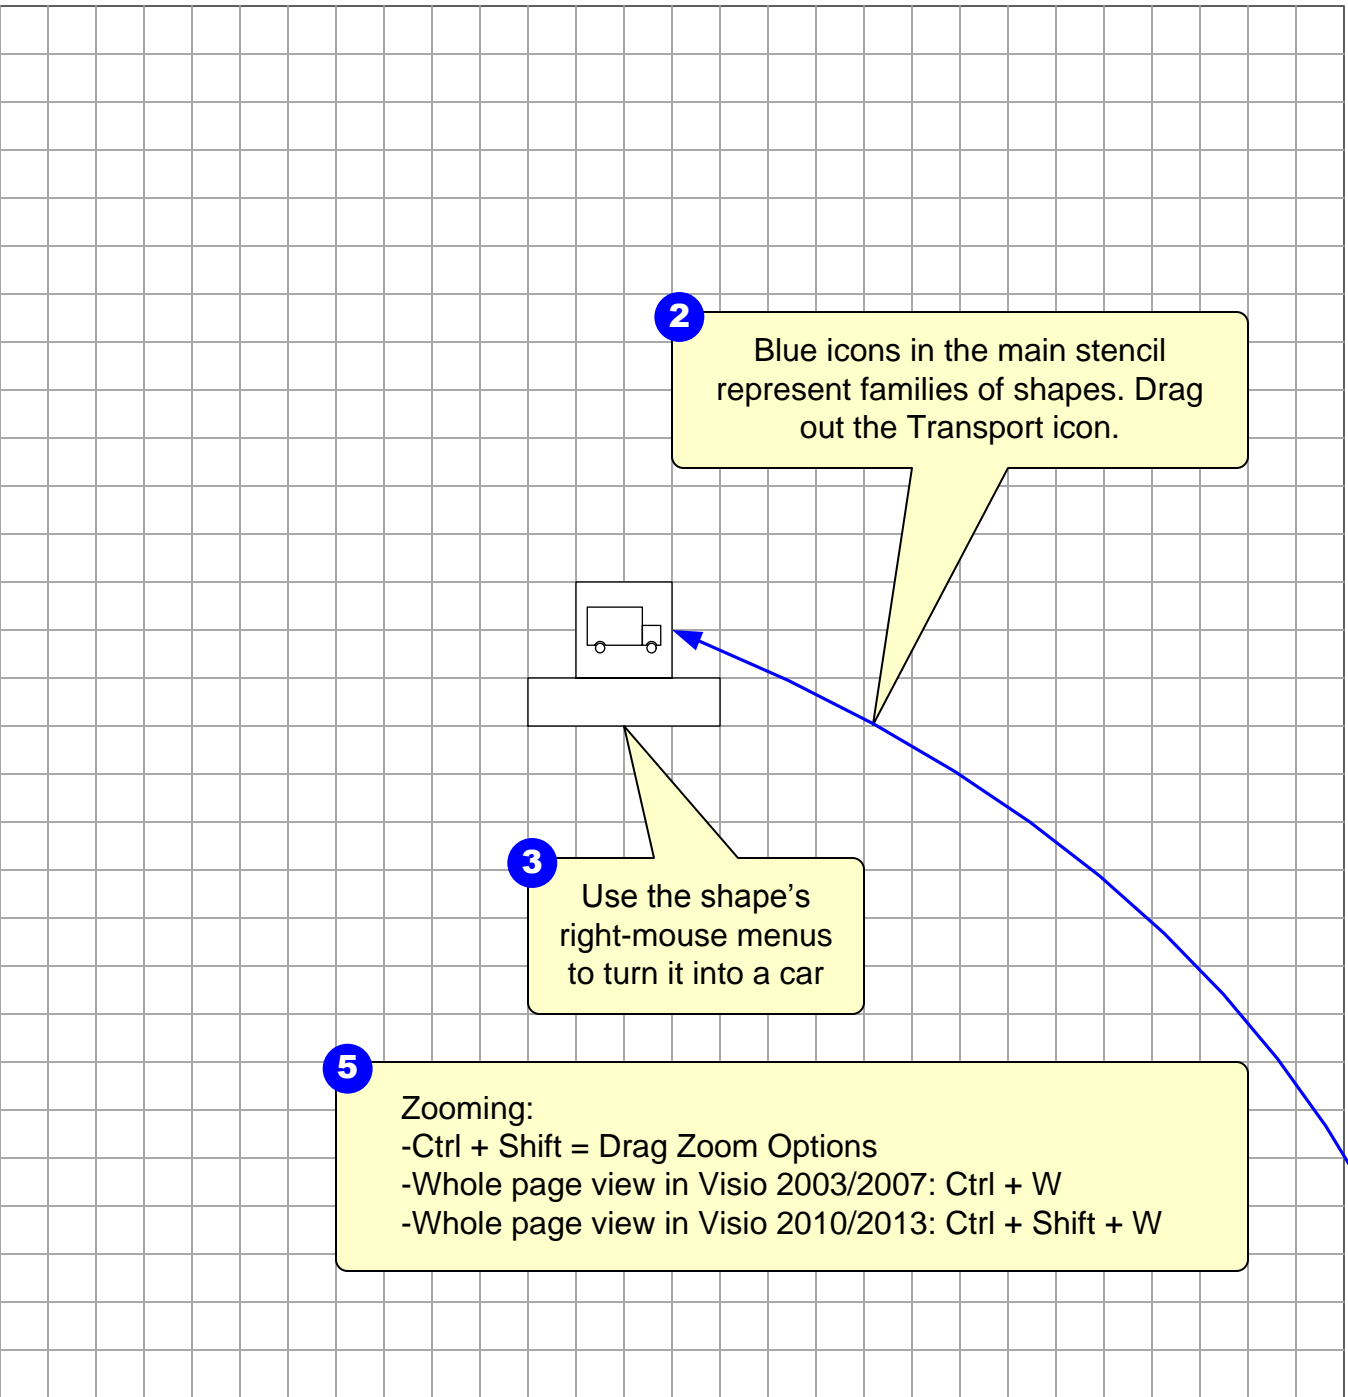 2
Blue icons in the main stencil
represent families of shapes. Drag
out the Transport icon.
3
Use the shape’s
right-mouse menus
to turn it into a car
5
Zooming:
-Ctrl + Shift = Drag Zoom Options
-Whole page view in Visio 2003/2007: Ctrl + W
-Whole page view in Visio 2010/2013: Ctrl + Shift + W